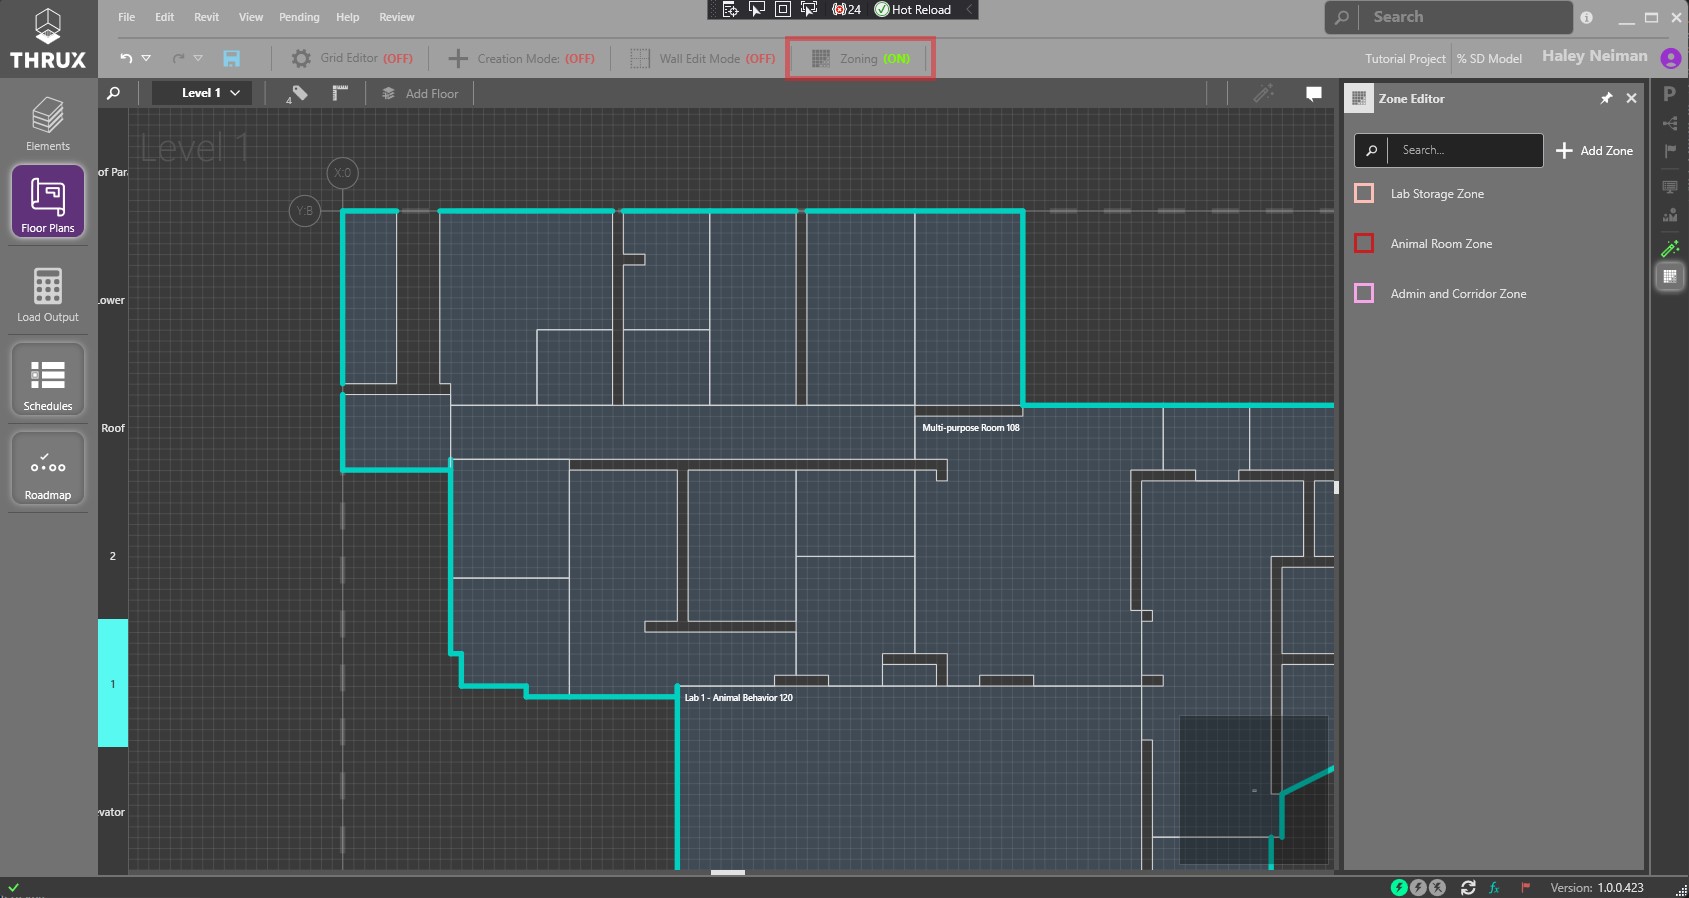 File Edit Revit View Pending Help Review
24 Hot Reload
Search
THRUX
Grid Editor (OFF) Creation Mode: (OFF) Wall Edit Mode (OFF) Zoning (ON)
Tutorial Project % SD Model Haley Neiman
4 Level 1 Add Floor
Zone Editor
P
Elements
Floor Plans
Load Output
Schedules
Roadmap
of Para
Lower
Roof
2
1
evator
Level 1
X:0
Y:B
Multi-purpose Room 108
Lab 1 - Animal Behavior 120
Search... Add Zone
Lab Storage Zone
Animal Room Zone
Admin and Corridor Zone
fx Version: 1.0.0.423